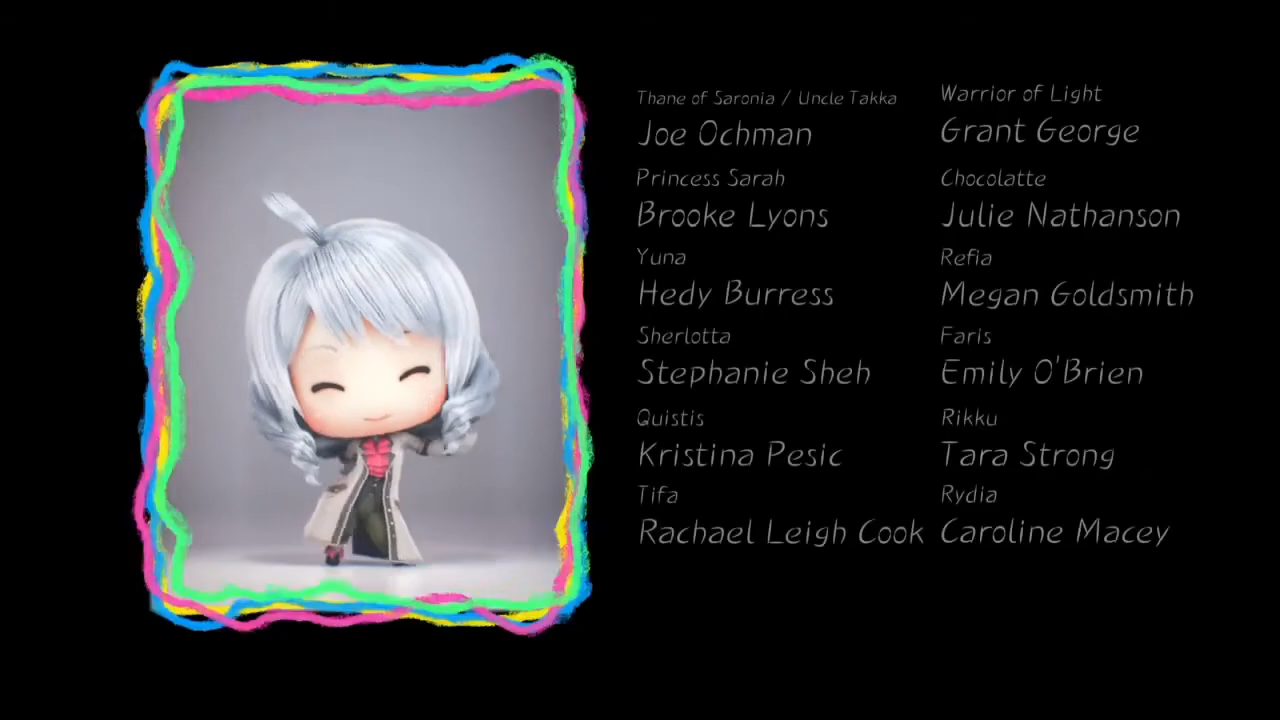 Thane of Saronia / Uncle Takka
Joe Ochman
Princess Sarah
Brooke Lyons
Yuna
Hedy Burress
Sherlotta
Stephanie Sheh
Quistis
Kristina Pesic
Tifa
Rachael Leigh Cook
Warrior of Light
Grant George
Chocolatte
Julie Nathanson
Refia
Megan Goldsmith
Faris
Emily O'Brien
Rikku
Tara Strong
Rydia
Caroline Macey